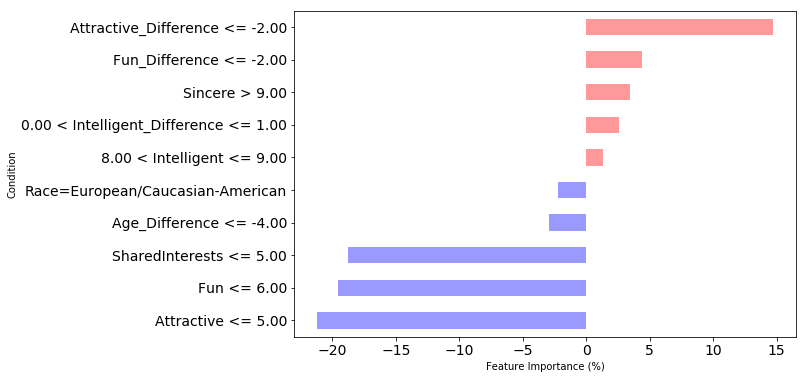 Attractive_Difference <= -2.00
Fun_Difference <= -2.00
Sincere > 9.00
0.00 < Intelligent_Difference <= 1.00
8.00 < Intelligent <= 9.00
Race=European/Caucasian-American
Age_Difference <= -4.00
SharedInterests <= 5.00
Fun <= 6.00
Attractive <= 5.00
Condition
−20 −15 −10 −5 0 5 10 15
Feature Importance (%)